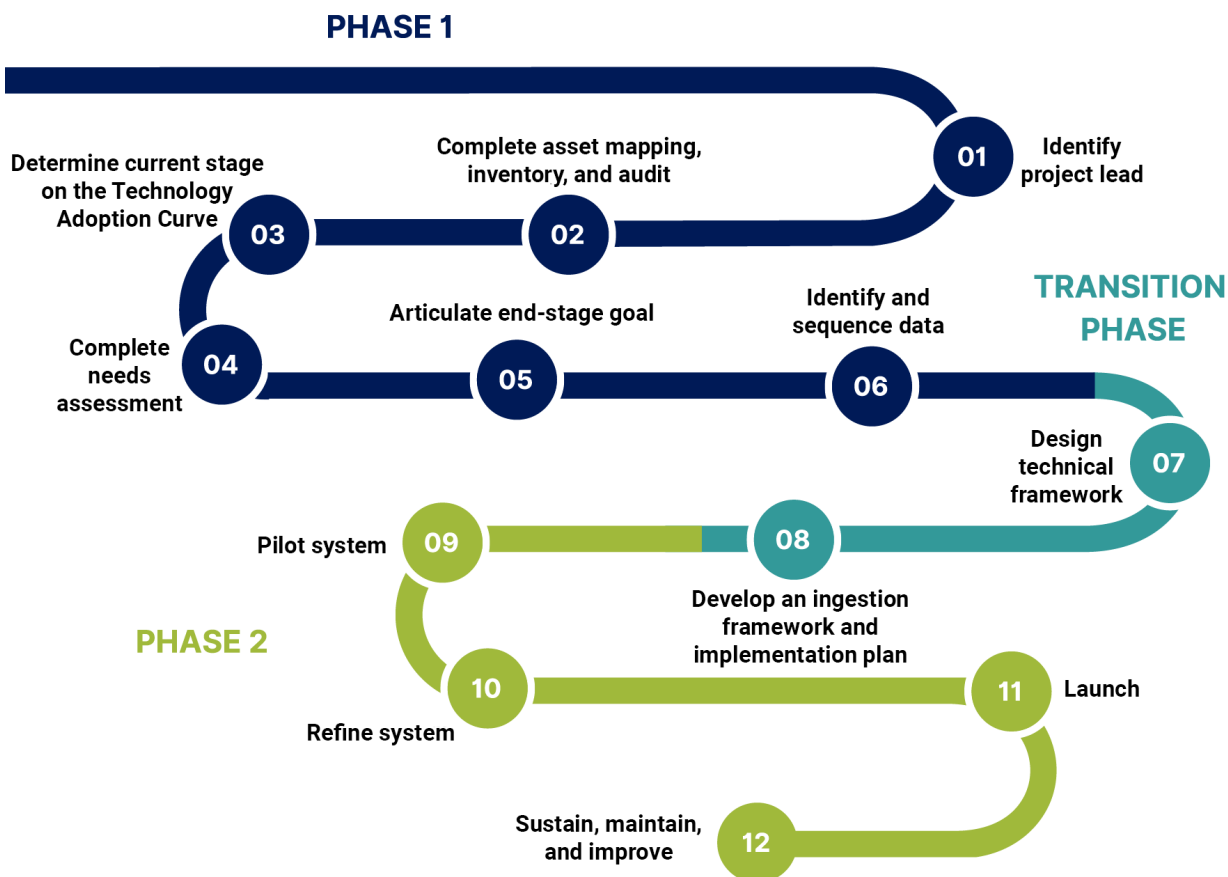 PHASE 1
01
Identify
project lead
Complete asset mapping,
inventory, and audit
02
Determine current stage
on the Technology
Adoption Curve
03
Complete
needs
assessment
04
Articulate end-stage goal
05
Identify and
sequence data
06
TRANSITION
PHASE
Design
technical
framework
07
08
Develop an ingestion
framework and
implementation plan
Pilot system
09
PHASE 2
10
Refine system
11
Launch
Sustain, maintain,
and improve
12